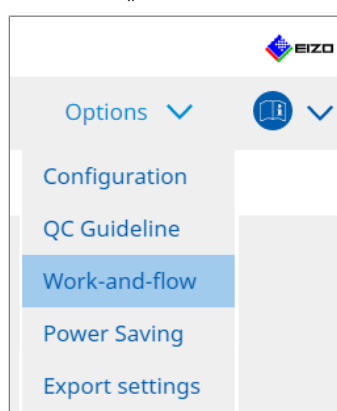 EIZO
Options
Configuration
QC Guideline
Work-and-flow
Power Saving
Export settings